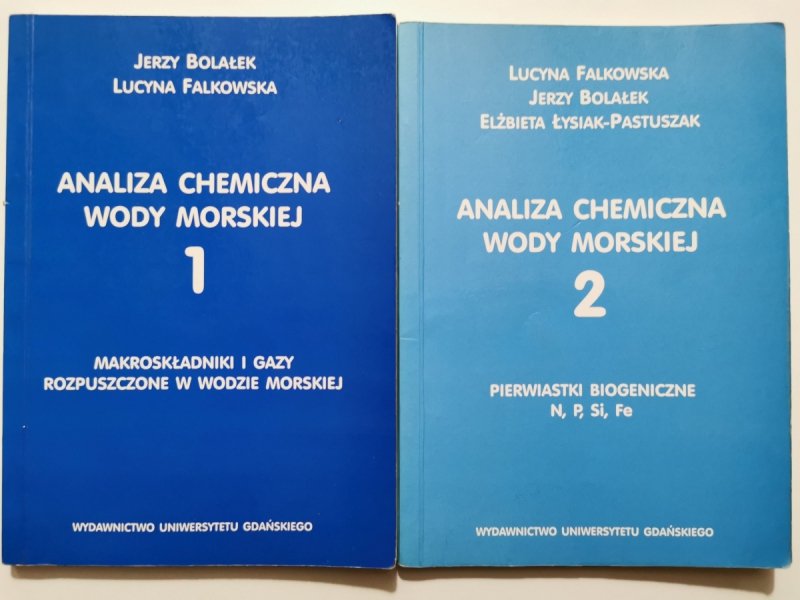 JERZY BOLAŁEK
LUCYNA FALKOWSKA
ANALIZA CHEMICZNA
WODY MORSKIEJ
1
MAKROSKŁADNIKI I GAZY
ROZPUSZCZONE W WODZIE MORSKIEJ
WYDAWNICTWO UNIWERSYTETU GDAŃSKIEGO
LUCYNA FALKOWSKA
JERZY BOLAŁEK
ELŻBIETA ŁYSIAK-PASTUSZAK
ANALIZA CHEMICZNA
WODY MORSKIEJ
2
PIERWIASTKI BIOGENICZNE
N, P, Si, Fe
WYDAWNICTWO UNIWERSYTETU GDAŃSKIEGO